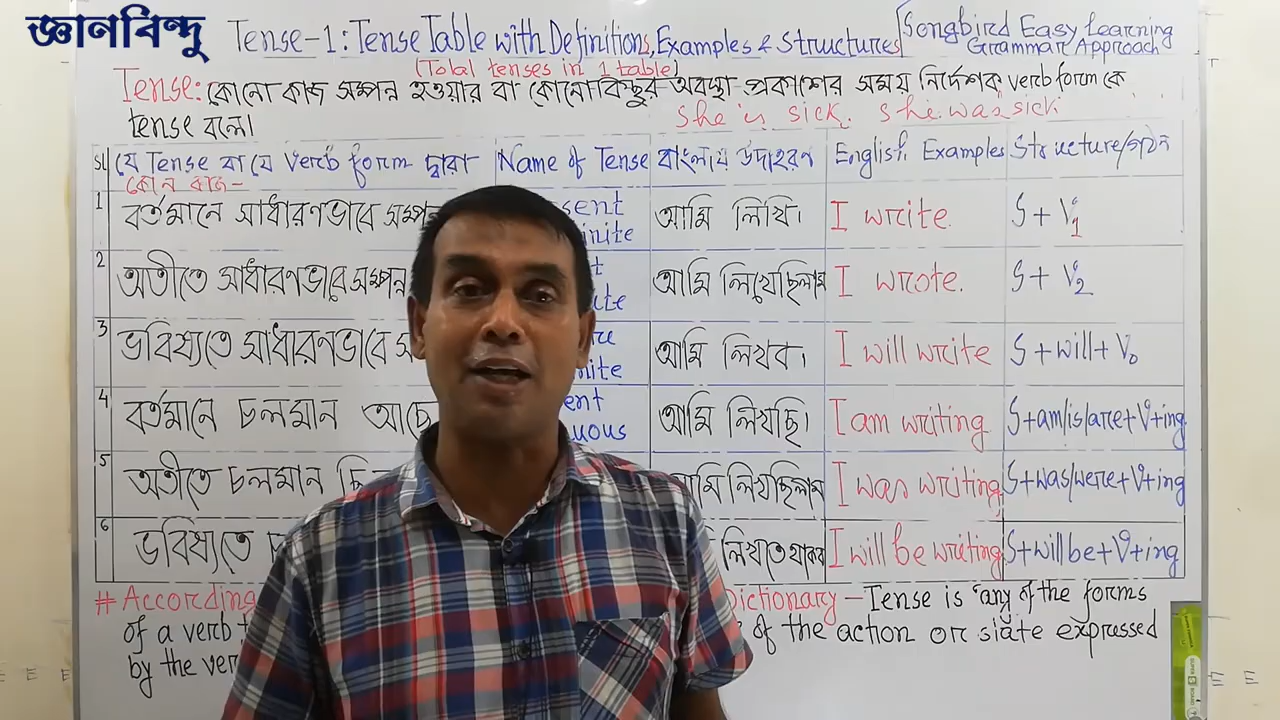 জ্ঞানবিন্দু
Tense-1: Tense Table with Definitions, Examples & Structures
Songbird Easy Learning
Grammar Approach
(Total tenses in 1 table)
Tense: কোনো কাজ সম্পন্ন হওয়ার বা কোনো কিছুর অবস্থা প্রকাশের সময় নির্দেশক verb form কে
tense বলে।
She is sick. She was sick.
SL যে Tense বা যে Verb form দ্বারা Name of Tense বাংলায় উদাহরণ English Examples Structure/গঠন
কোন কাজ-
1 বর্তমানে সাধারণভাবে আমি লিখি। I write. S + V1
2 অতীতে সাধারণভাবে সম্পন্ন আমি লিখেছিলাম I wrote. S + V2
3 ভবিষ্যতে সাধারণভাবে আমি লিখব। I will write S + will + V0
4 বর্তমানে চলমান আছে আমি লিখছি। I am writing S+am/is/are+V+ing
5 অতীতে চলমান লিখছিলাম I was writing S+was/were+V+ing
6 ভবিষ্যতে লিখতে থাকব I will be writing S+will be+V+ing
# According Dictionary - Tense is 'any of the forms
of a verb of the action or state expressed
by the